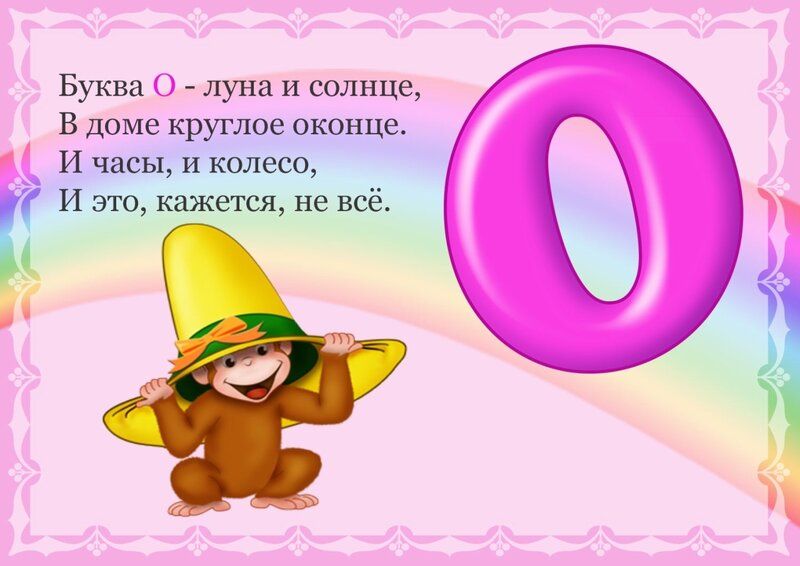 Буква О - луна и солнце,
В доме круглое оконце.
И часы, и колесо,
И это, кажется, не всё.
О